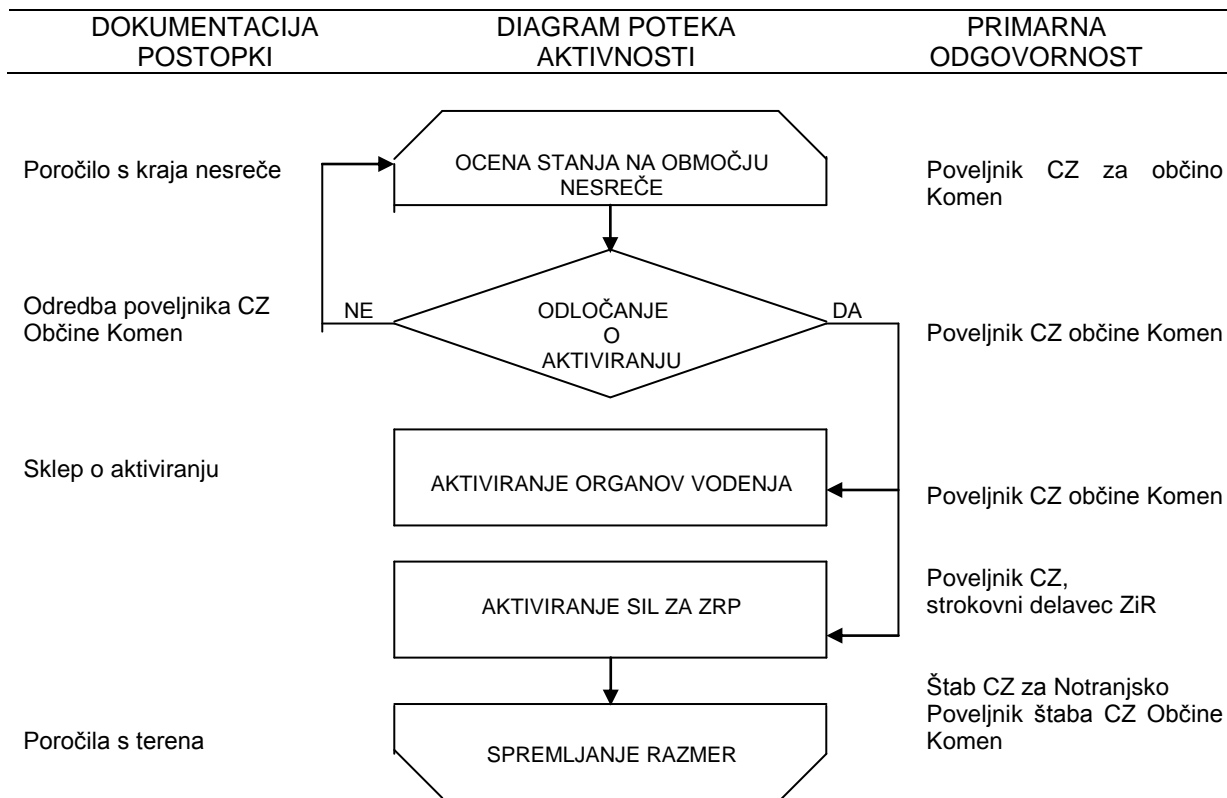 DOKUMENTACIJA
POSTOPKI
DIAGRAM POTEKA
AKTIVNOSTI
PRIMARNA
ODGOVORNOST
Poročilo s kraja nesreče
OCENA STANJA NA OBMOČJU
NESREČE
Poveljnik CZ za občino
Komen
Odredba poveljnika CZ
Občine Komen
NE
ODLOČANJE
O
AKTIVIRANJU
DA
Poveljnik CZ občine Komen
Sklep o aktiviranju
AKTIVIRANJE ORGANOV VODENJA
Poveljnik CZ občine Komen
AKTIVIRANJE SIL ZA ZRP
Poveljnik CZ,
strokovni delavec ZiR
Poročila s terena
SPREMLJANJE RAZMER
Štab CZ za Notranjsko
Poveljnik štaba CZ Občine
Komen